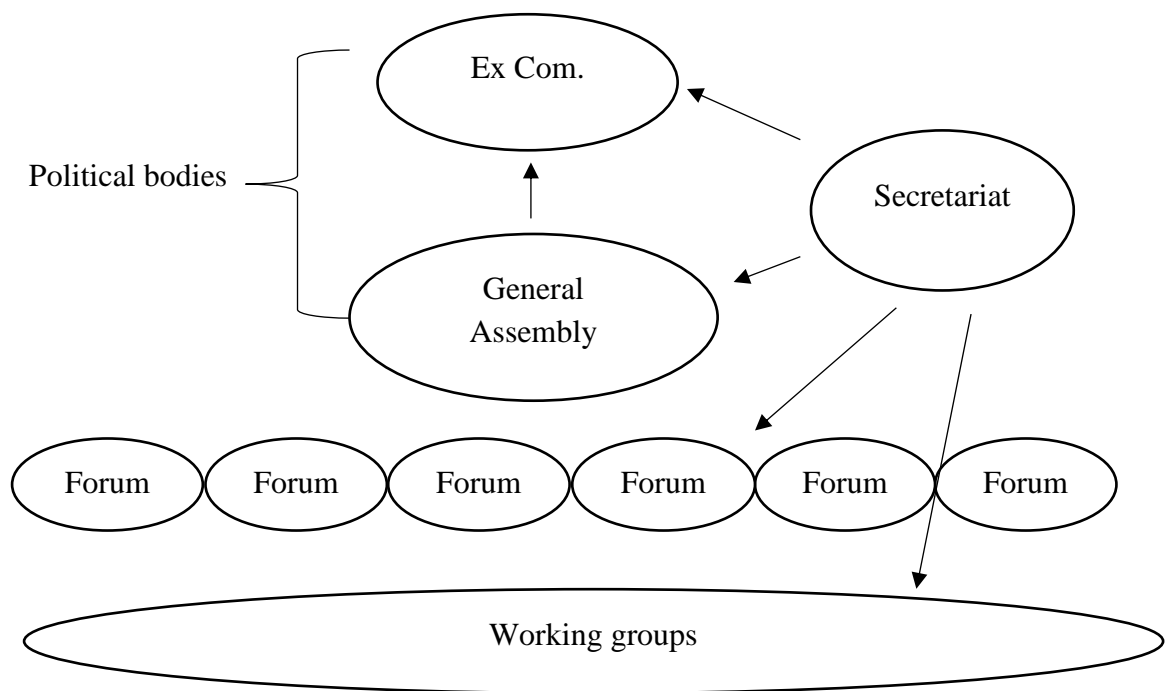 Ex Com.
Political bodies
Secretariat
General
Assembly
Forum
Forum
Forum
Forum
Forum
Forum
Working groups